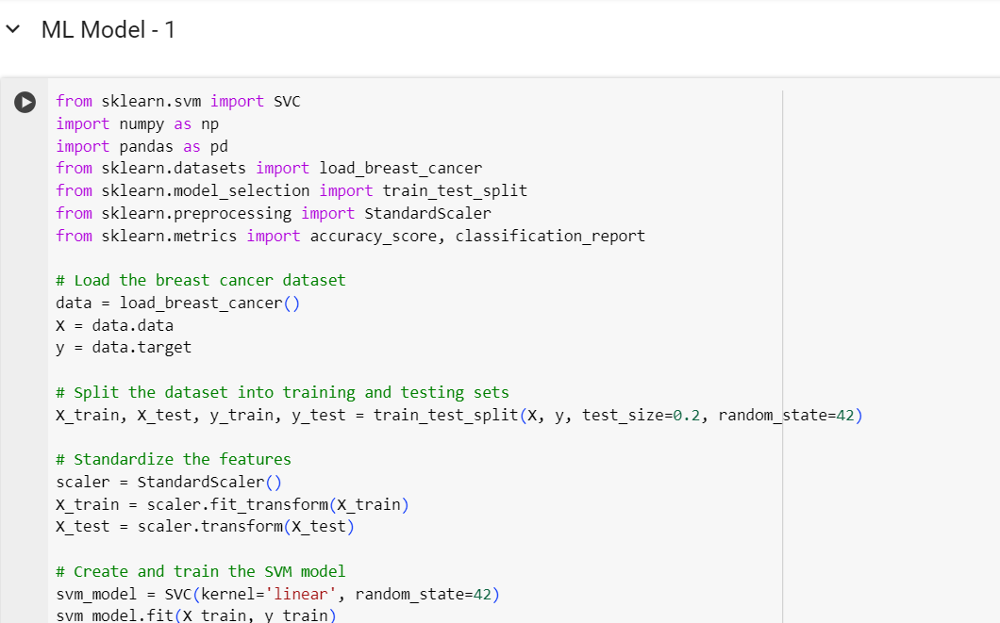 ML Model - 1
from sklearn.svm import SVC
import numpy as np
import pandas as pd
from sklearn.datasets import load_breast_cancer
from sklearn.model_selection import train_test_split
from sklearn.preprocessing import StandardScaler
from sklearn.metrics import accuracy_score, classification_report
# Load the breast cancer dataset
data = load_breast_cancer()
X = data.data
y = data.target
# Split the dataset into training and testing sets
X_train, X_test, y_train, y_test = train_test_split(X, y, test_size=0.2, random_state=42)
# Standardize the features
scaler = StandardScaler()
X_train = scaler.fit_transform(X_train)
X_test = scaler.transform(X_test)
# Create and train the SVM model
svm_model = SVC(kernel='linear', random_state=42)
svm_model.fit(X_train, y_train)